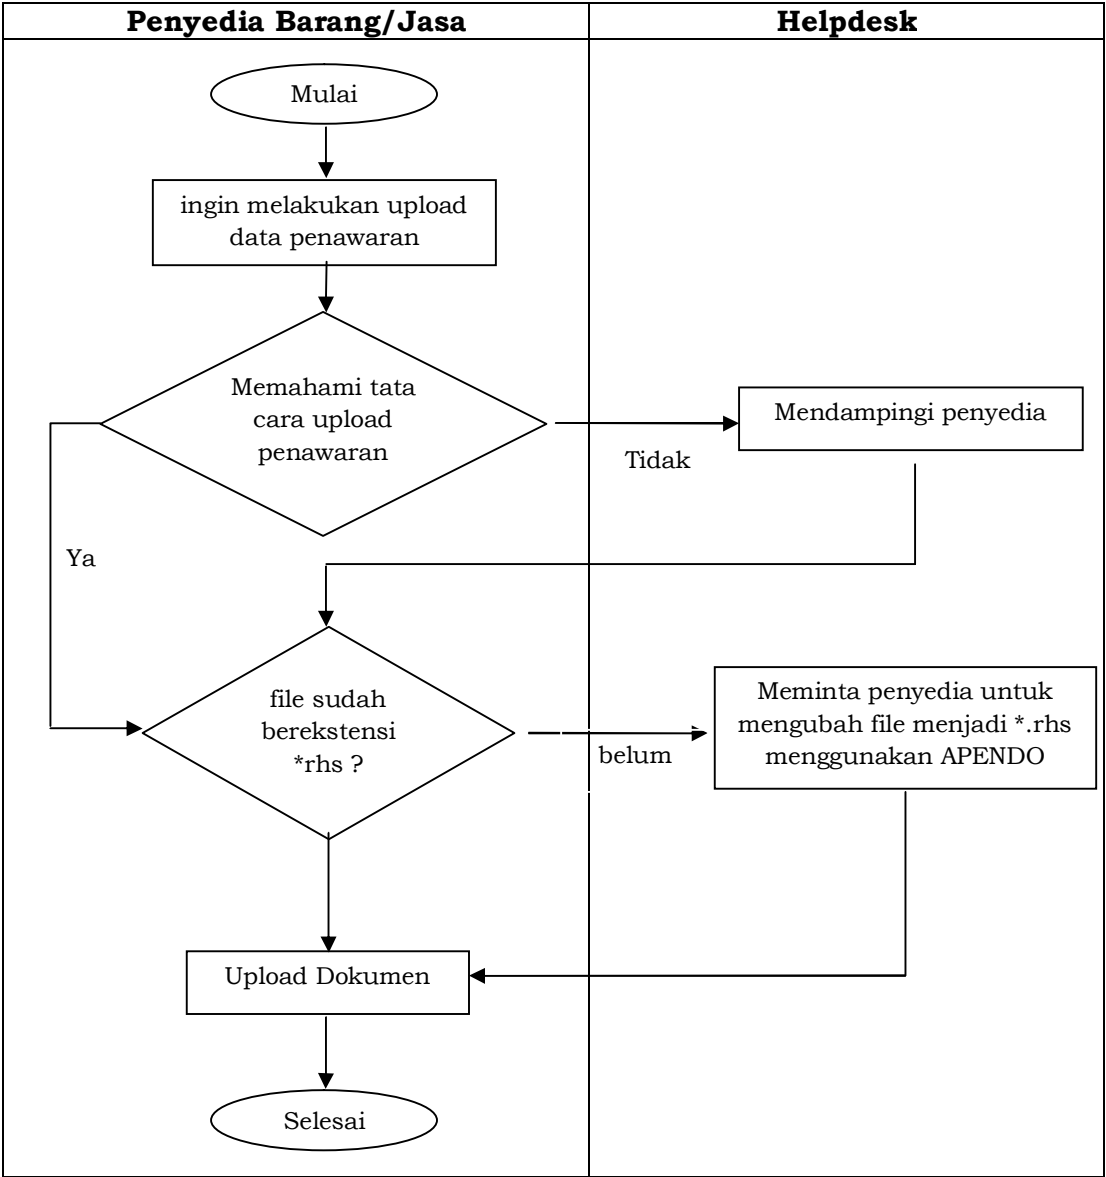 Penyedia Barang/Jasa
Helpdesk
Mulai
ingin melakukan upload
data penawaran
Memahami tata
cara upload
penawaran
Mendampingi penyedia
Tidak
Ya
file sudah
berekstensi
*rhs ?
belum
Meminta penyedia untuk
mengubah file menjadi *.rhs
menggunakan APENDO
Upload Dokumen
Selesai